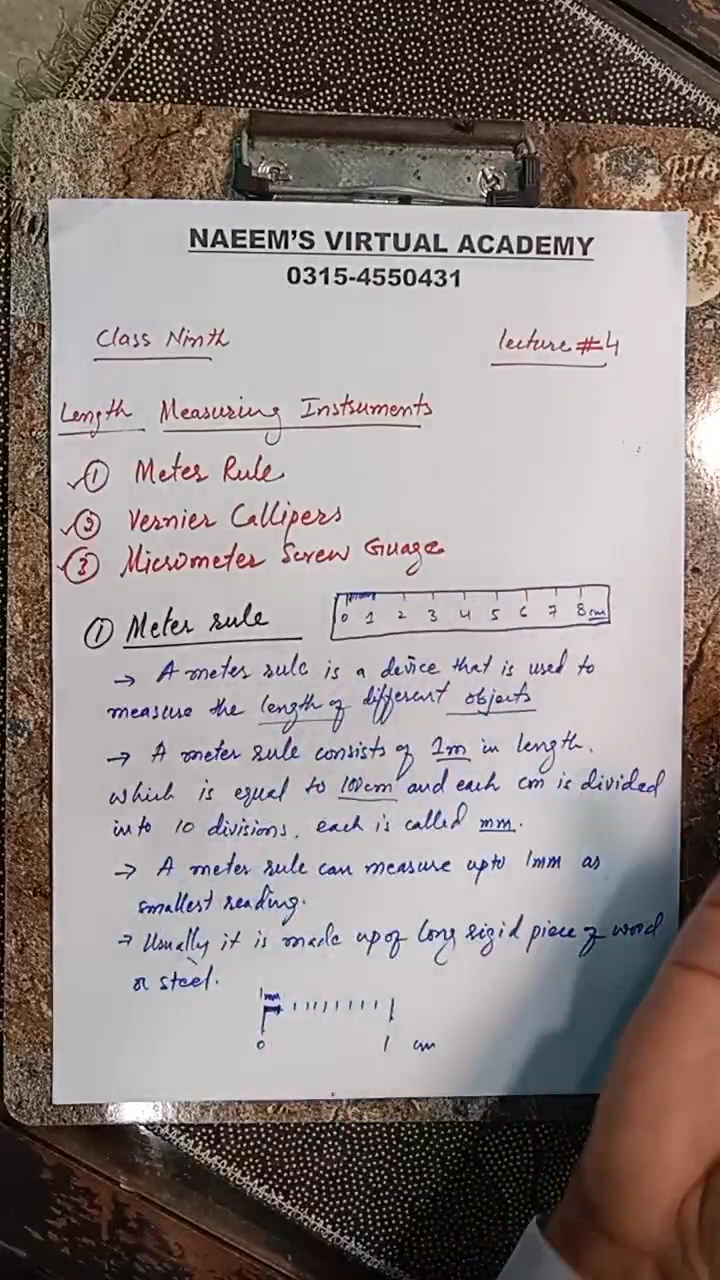 NAEEM'S VIRTUAL ACADEMY
0315-4550431
Class Ninth
lecture #4
Length Measuring Instsuments
① Meter Rule
② Vernier Callipers
③ Micrometer Screw Guage
① Meter rule
0 1 2 3 4 5 6 7 8 cm
→ A meter rule is a device that is used to
measure the length of different objects
→ A meter rule consists of 1m in length,
which is equal to 100cm and each cm is divided
into 10 divisions, each is called mm.
→ A meter rule can measure upto 1mm as
smallest reading.
→ Usually it is made up of long rigid piece of wood
or steel.
1mm
0 1 cm